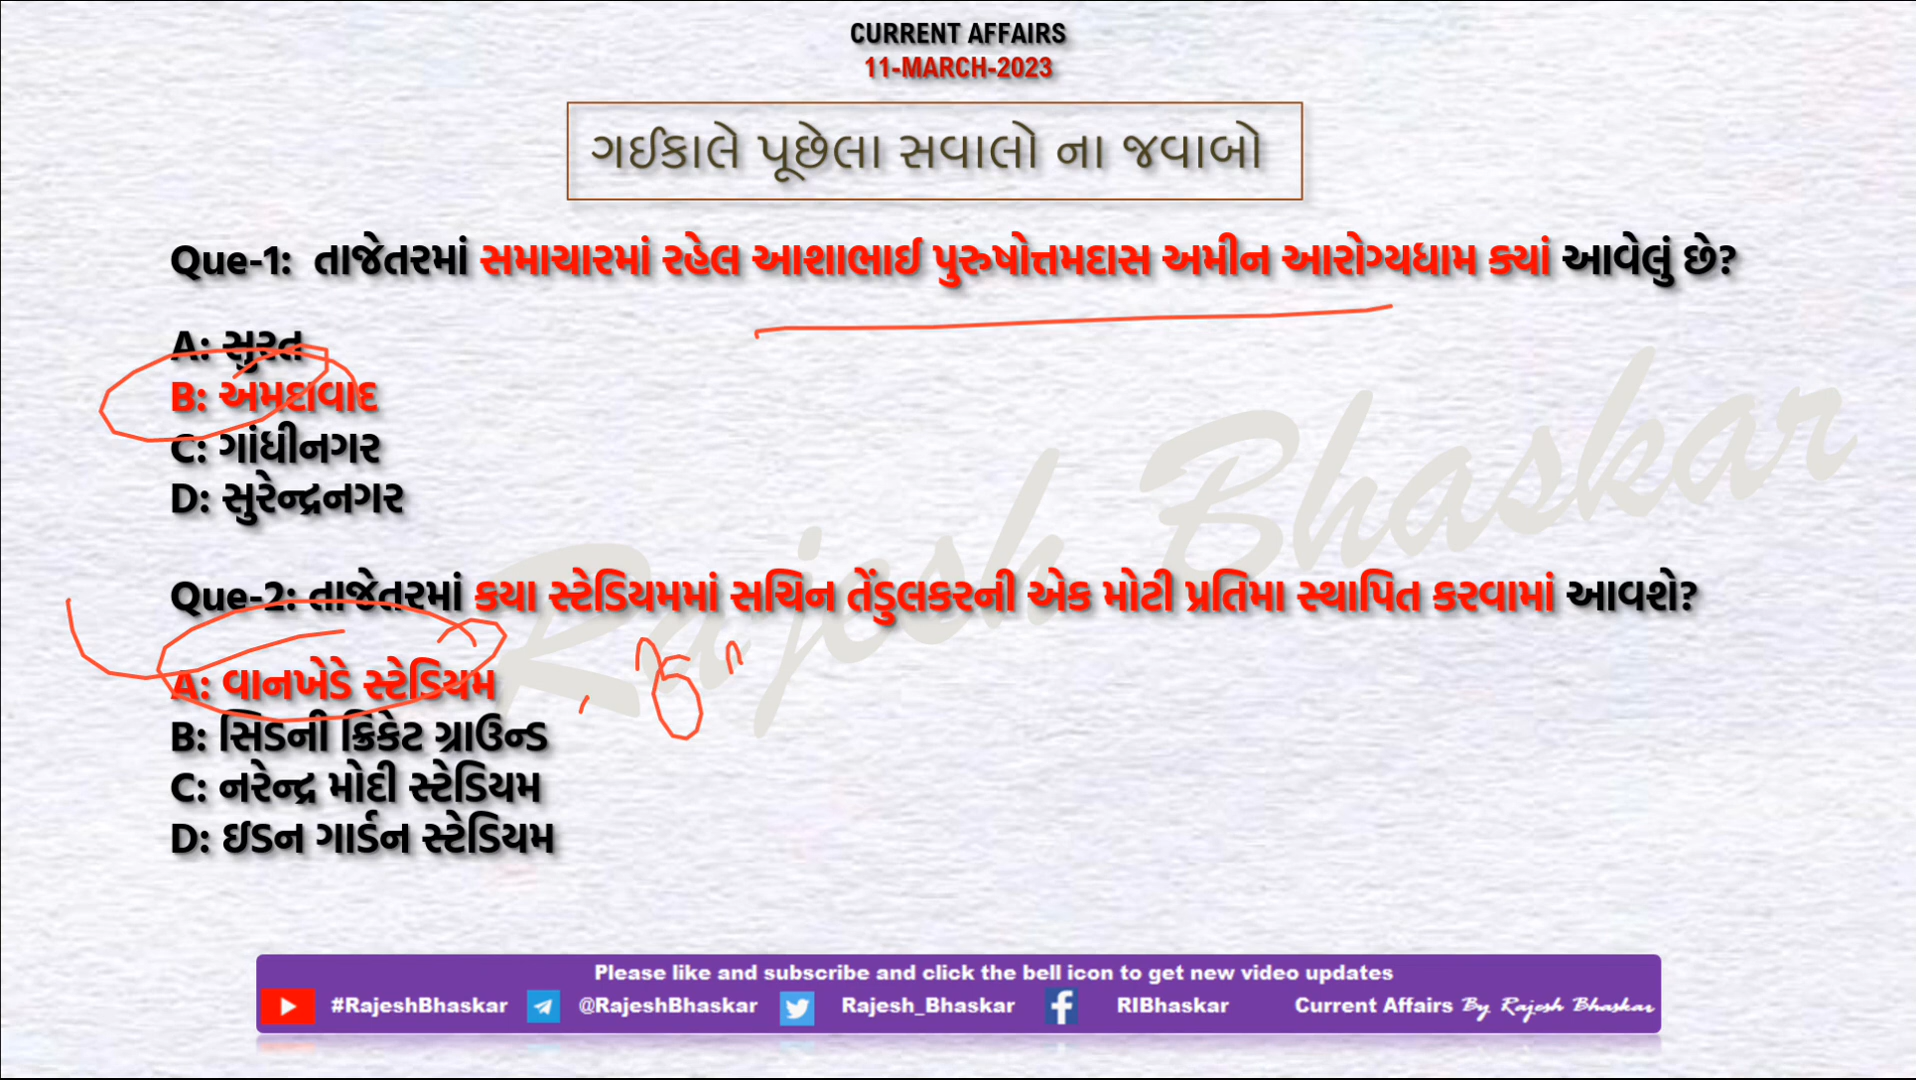 CURRENT AFFAIRS
11-MARCH-2023
ગઈકાલે પૂછેલા સવાલો ના જવાબો
Que-1: તાજેતરમાં સમાચારમાં રહેલ આશાભાઈ પુરુષોત્તમદાસ અમીન આરોગ્યધામ ક્યાં આવેલું છે?
A: સુરત
B: અમદાવાદ
C: ગાંધીનગર
D: સુરેન્દ્રનગર
Que-2: તાજેતરમાં કયા સ્ટેડિયમમાં સચિન તેંડુલકરની એક મોટી પ્રતિમા સ્થાપિત કરવામાં આવશે?
A: વાનખેડે સ્ટેડિયમ
B: સિડની ક્રિકેટ ગ્રાઉન્ડ
C: નરેન્દ્ર મોદી સ્ટેડિયમ
D: ઈડન ગાર્ડન સ્ટેડિયમ
Rajesh Bhaskar
Please like and subscribe and click the bell icon to get new video updates
#RajeshBhaskar @RajeshBhaskar Rajesh_Bhaskar RIBhaskar Current Affairs By Rajesh Bhaskar